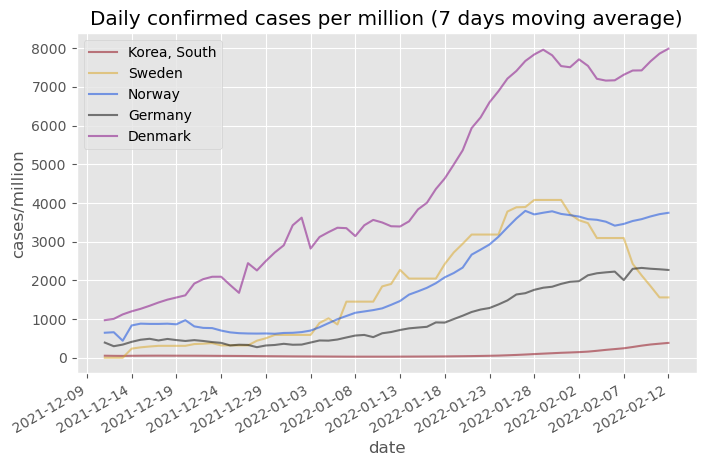 Daily confirmed cases per million (7 days moving average)
8000
7000
6000
5000
4000
3000
2000
1000
0
cases/million
Korea, South
Sweden
Norway
Germany
Denmark
2021-12-09
2021-12-14
2021-12-19
2021-12-24
2021-12-29
2022-01-03
2022-01-08
2022-01-13
2022-01-18
2022-01-23
2022-01-28
2022-02-02
2022-02-07
2022-02-12
date